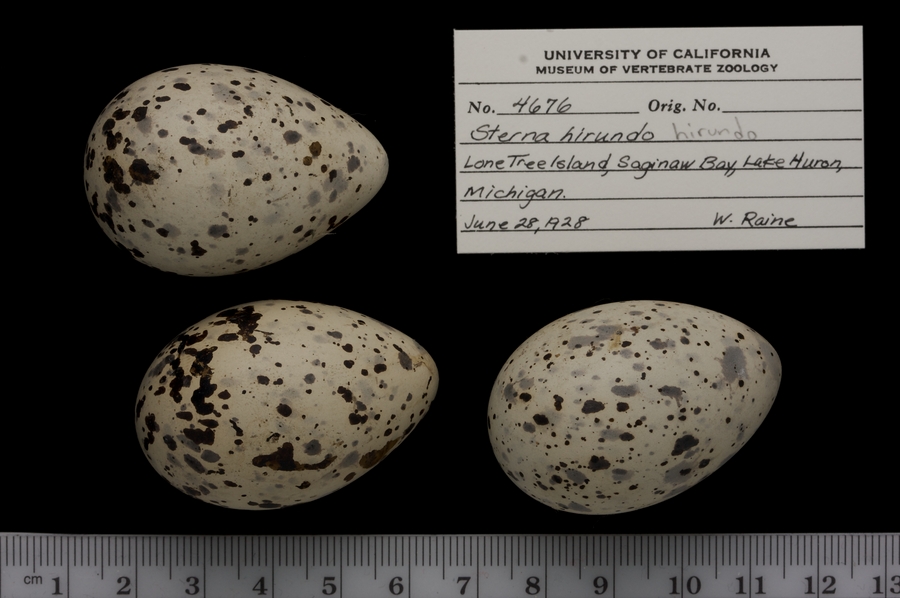 UNIVERSITY OF CALIFORNIA
MUSEUM OF VERTEBRATE ZOOLOGY
No. 4676 Orig. No.
Sterna hirundo hirundo
Lone Tree Island, Saginaw Bay, Lake Huron,
Michigan.
June 28, 1928 W. Raine
cm 1 2 3 4 5 6 7 8 9 10 11 12 13